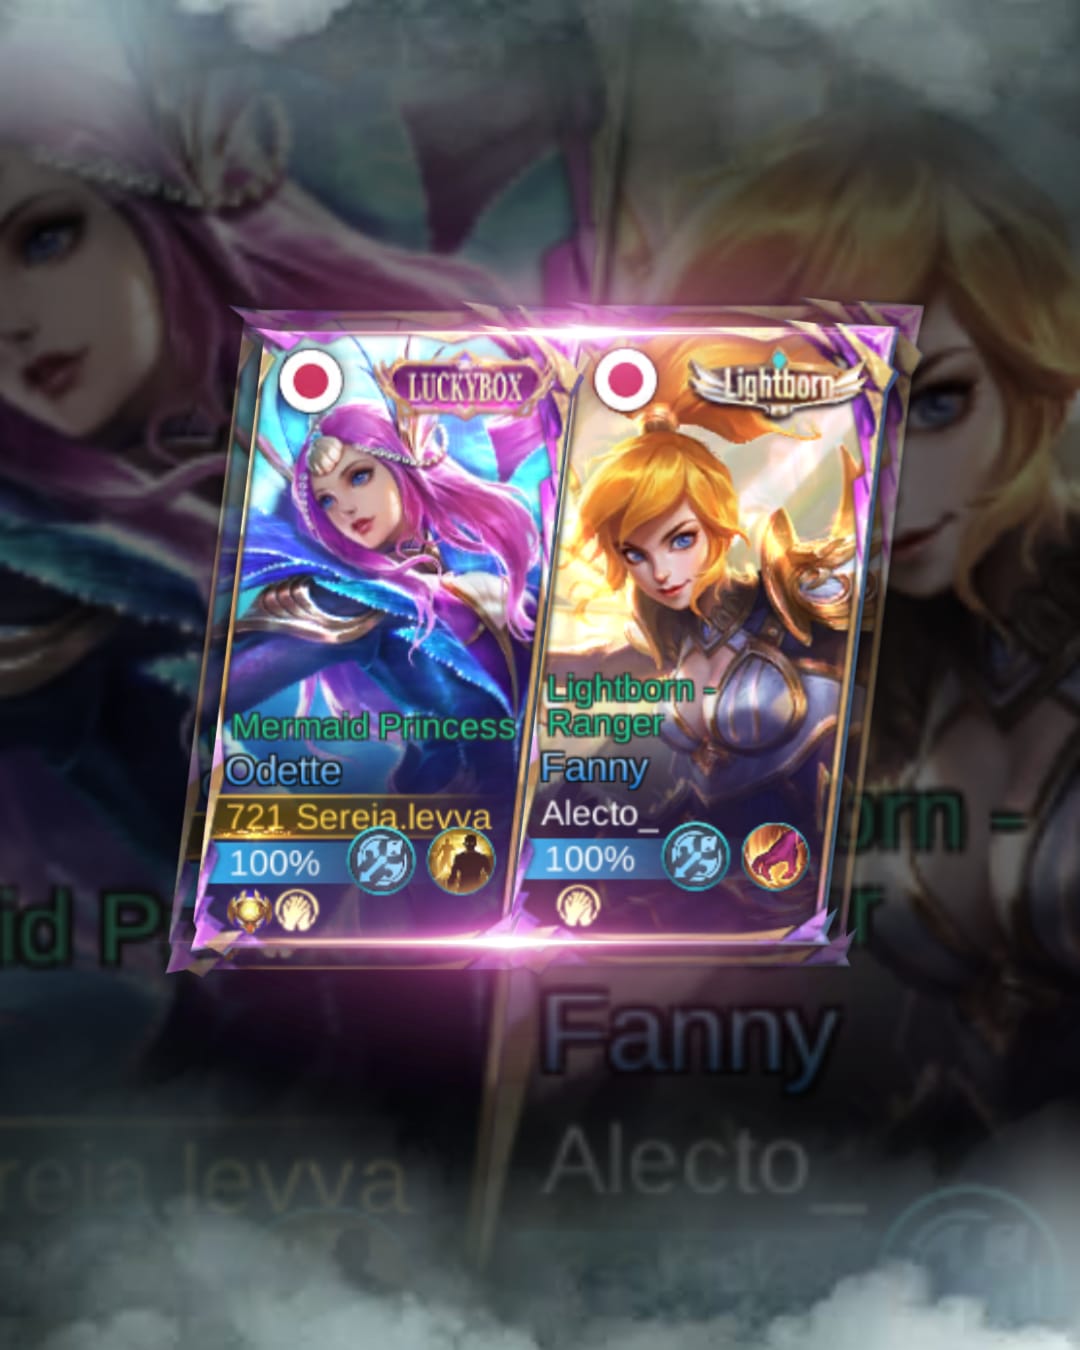 LUCKYBOX
Mermaid Princess
Odette
721 Sereia.levva
100%
Lightborn
Lightborn -
Ranger
Fanny
Alecto_
100%
orn -
r
id P
Fanny
reia.levva
Alecto_